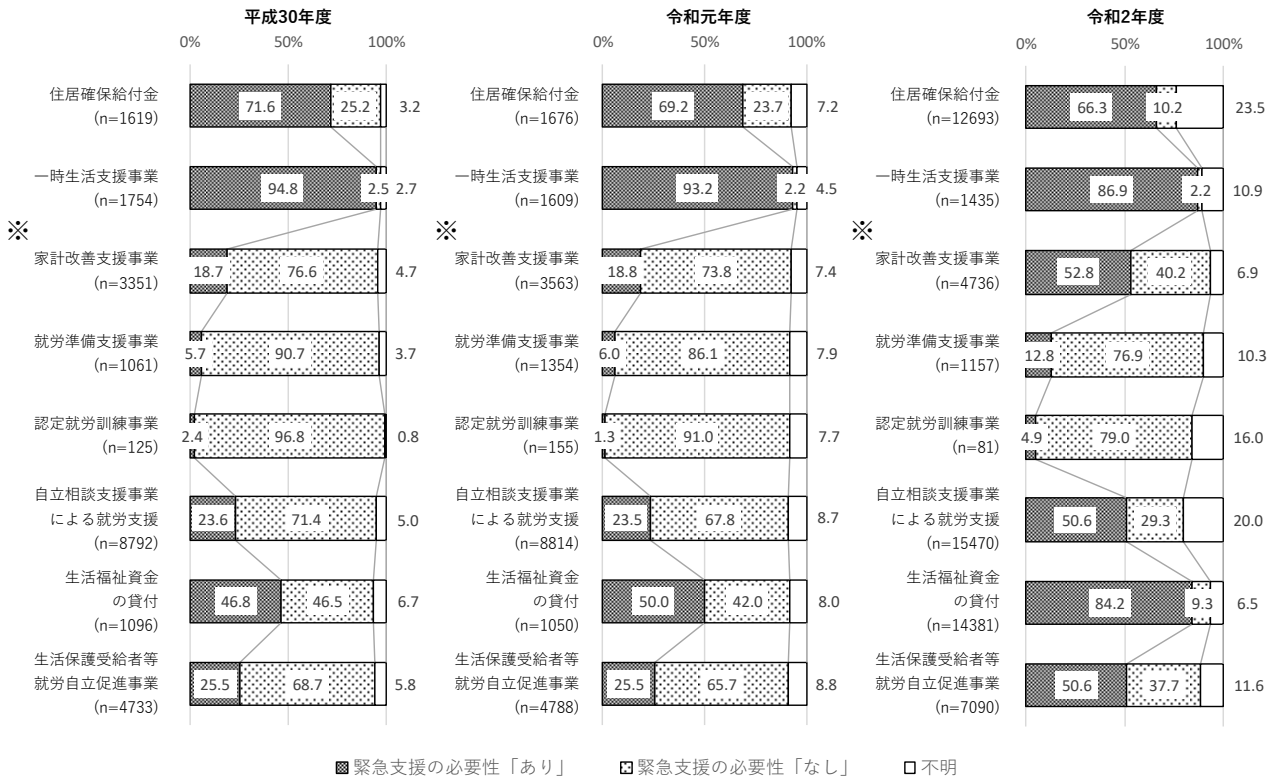 平成30年度
0% 50% 100%
住居確保給付金
(n=1619)
71.6 25.2 3.2
一時生活支援事業
(n=1754)
94.8 2.5 2.7
※
家計改善支援事業
(n=3351)
18.7 76.6 4.7
就労準備支援事業
(n=1061)
5.7 90.7 3.7
認定就労訓練事業
(n=125)
2.4 96.8 0.8
自立相談支援事業
による就労支援
(n=8792)
23.6 71.4 5.0
生活福祉資金
の貸付
(n=1096)
46.8 46.5 6.7
生活保護受給者等
就労自立促進事業
(n=4733)
25.5 68.7 5.8
令和元年度
0% 50% 100%
住居確保給付金
(n=1676)
69.2 23.7 7.2
一時生活支援事業
(n=1609)
93.2 2.2 4.5
※
家計改善支援事業
(n=3563)
18.8 73.8 7.4
就労準備支援事業
(n=1354)
6.0 86.1 7.9
認定就労訓練事業
(n=155)
1.3 91.0 7.7
自立相談支援事業
による就労支援
(n=8814)
23.5 67.8 8.7
生活福祉資金
の貸付
(n=1050)
50.0 42.0 8.0
生活保護受給者等
就労自立促進事業
(n=4788)
25.5 65.7 8.8
令和2年度
0% 50% 100%
住居確保給付金
(n=12693)
66.3 10.2 23.5
一時生活支援事業
(n=1435)
86.9 2.2 10.9
※
家計改善支援事業
(n=4736)
52.8 40.2 6.9
就労準備支援事業
(n=1157)
12.8 76.9 10.3
認定就労訓練事業
(n=81)
4.9 79.0 16.0
自立相談支援事業
による就労支援
(n=15470)
50.6 29.3 20.0
生活福祉資金
の貸付
(n=14381)
84.2 9.3 6.5
生活保護受給者等
就労自立促進事業
(n=7090)
50.6 37.7 11.6
緊急支援の必要性「あり」 緊急支援の必要性「なし」 不明